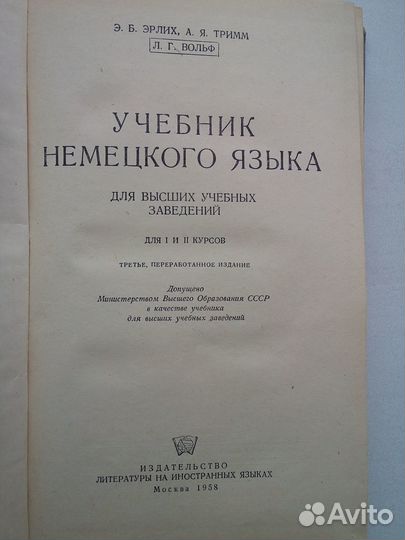 Э. Б. ЭРЛИХ, А. Я. ТРИММ
Л. Г. ВОЛЬФ
УЧЕБНИК
НЕМЕЦКОГО ЯЗЫКА
ДЛЯ ВЫСШИХ УЧЕБНЫХ
ЗАВЕДЕНИЙ
ДЛЯ I И II КУРСОВ
ТРЕТЬЕ, ПЕРЕРАБОТАННОЕ ИЗДАНИЕ
Допущено
Министерством Высшего Образования СССР
в качестве учебника
для высших учебных заведений
ИЗДАТЕЛЬСТВО
ЛИТЕРАТУРЫ НА ИНОСТРАННЫХ ЯЗЫКАХ
Москва 1958
Avito